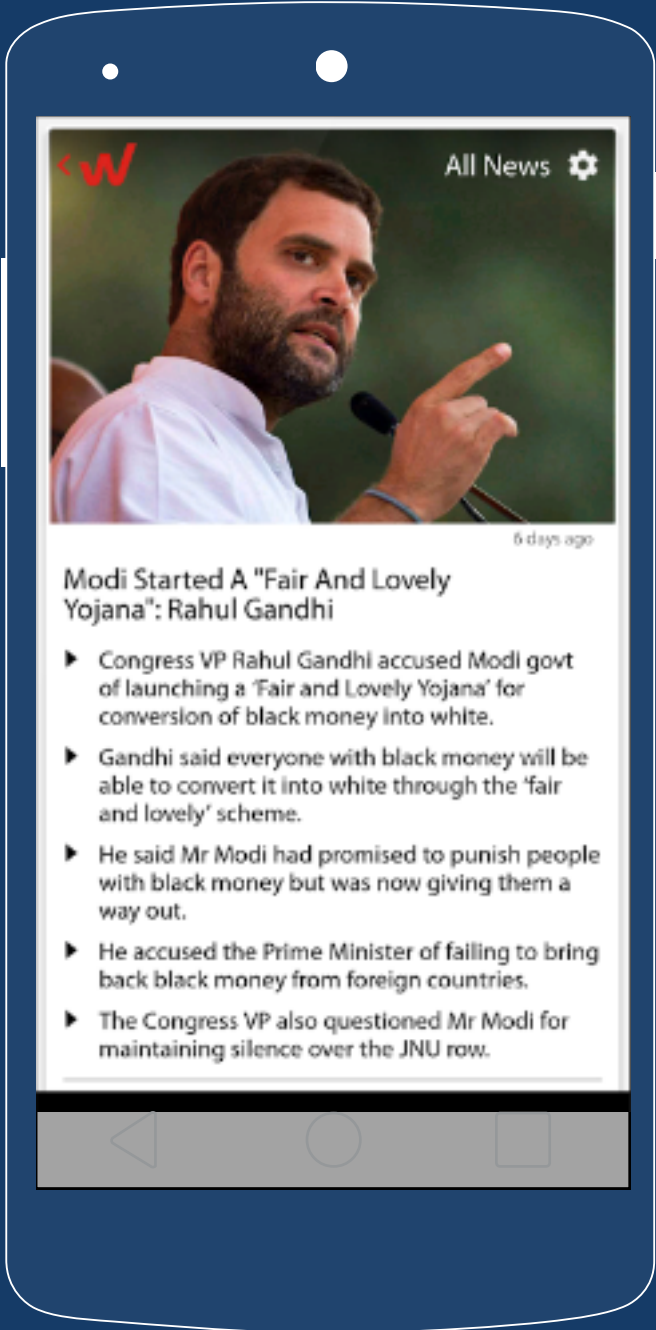 W
All News
6 days ago
Modi Started A "Fair And Lovely
Yojana": Rahul Gandhi
Congress VP Rahul Gandhi accused Modi govt
of launching a 'Fair and Lovely Yojana' for
conversion of black money into white.
Gandhi said everyone with black money will be
able to convert it into white through the 'fair
and lovely' scheme.
He said Mr Modi had promised to punish people
with black money but was now giving them a
way out.
He accused the Prime Minister of failing to bring
back black money from foreign countries.
The Congress VP also questioned Mr Modi for
maintaining silence over the JNU row.